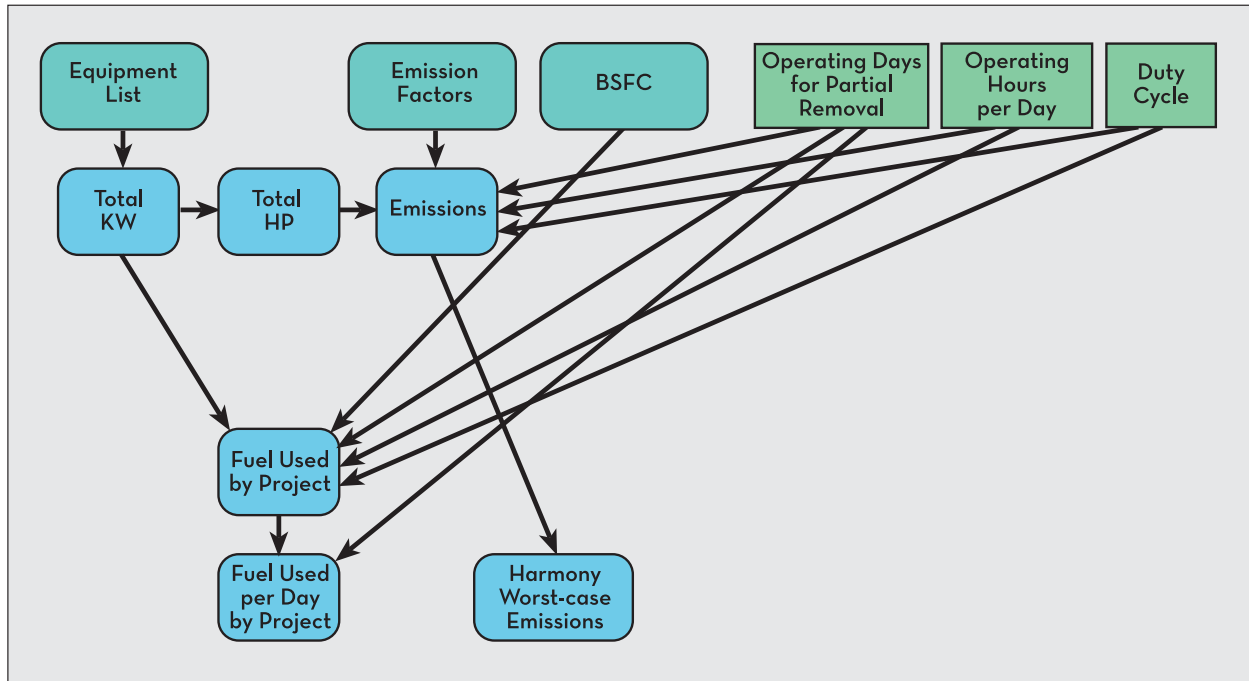 Equipment
List
Emission
Factors
BSFC
Operating Days
for Partial
Removal
Operating
Hours
per Day
Duty
Cycle
Total
KW
Total
HP
Emissions
Fuel Used
by Project
Fuel Used
per Day
by Project
Harmony
Worst-case
Emissions